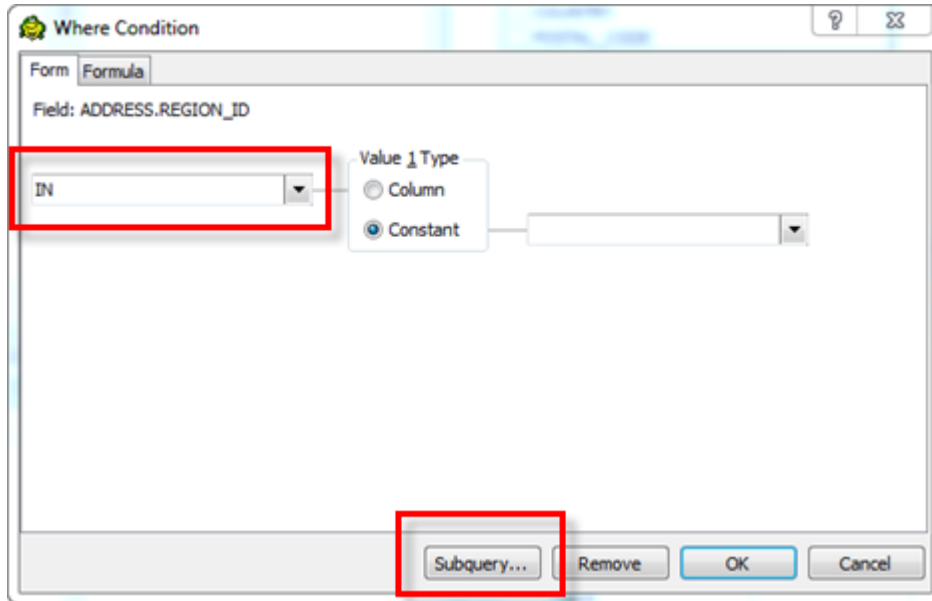 Where Condition
Form Formula
Field: ADDRESS.REGION_ID
Value 1 Type
IN
Column
Constant
Subquery... Remove OK Cancel